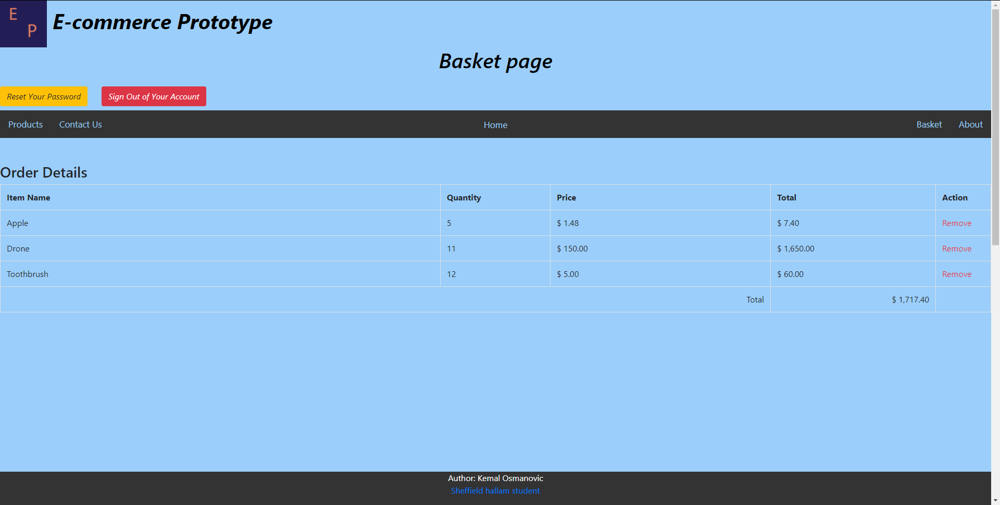 E
P
E-commerce Prototype
Basket page
Reset Your Password Sign Out of Your Account
Products Contact Us Home Basket About
Order Details
Item Name Quantity Price Total Action
Apple 5 $ 1.48 $ 7.40 Remove
Drone 11 $ 150.00 $ 1,650.00 Remove
Toothbrush 12 $ 5.00 $ 60.00 Remove
Total $ 1,717.40
Author: Kemal Osmanovic
Sheffield hallam student